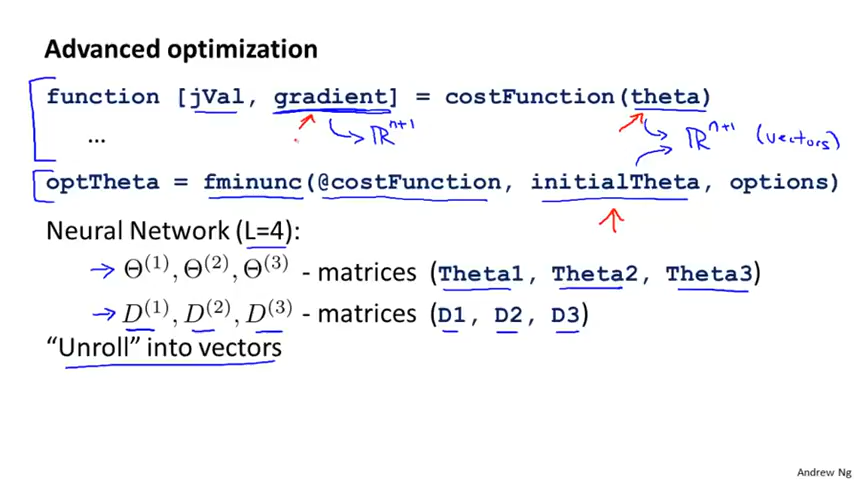 Advanced optimization
function [jVal, gradient] = costFunction(theta)
ℝⁿ⁺¹ ℝⁿ⁺¹ (vectors)
...
optTheta = fminunc(@costFunction, initialTheta, options)
Neural Network (L=4):
→ Θ⁽¹⁾, Θ⁽²⁾, Θ⁽³⁾ - matrices (Theta1, Theta2, Theta3)
→ D⁽¹⁾, D⁽²⁾, D⁽³⁾ - matrices (D1, D2, D3)
“Unroll” into vectors
Andrew Ng